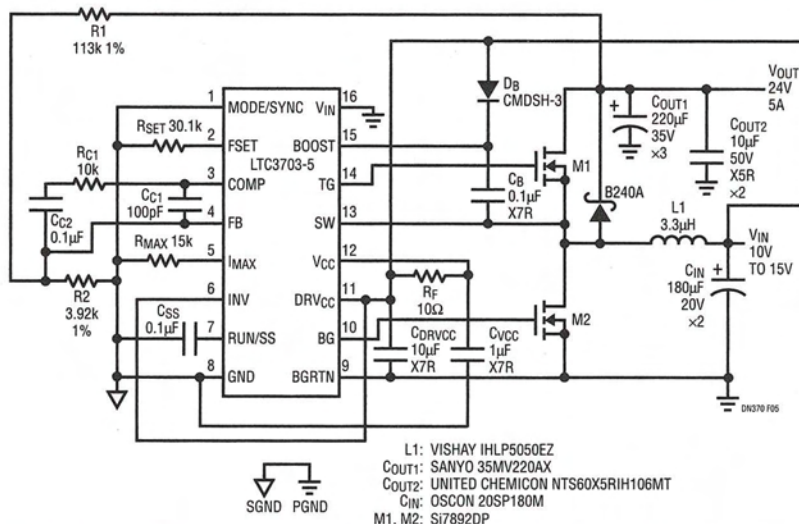 R1
113k 1%
1
MODE/SYNC
VIN
16
RSET 30.1k
2
FSET
BOOST
15
LTC3703-5
RC1
10k
3
COMP
TG
14
CC1
100pF
4
FB
SW
13
CC2
0.1µF
RMAX 15k
5
IMAX
VCC
12
R2
3.92k
1%
6
INV
DRVCC
11
CSS
0.1µF
7
RUN/SS
BG
10
8
GND
BGRTN
9
DB
CMDSH-3
CB
0.1µF
X7R
RF
10Ω
CDRVCC
10µF
X7R
CVCC
1µF
X7R
M1
M2
B240A
L1
3.3µH
+
COUT1
220µF
35V
×3
COUT2
10µF
50V
X5R
×2
VOUT
24V
5A
VIN
10V
TO 15V
+
CIN
180µF
20V
×2
DN370 F05
SGND
PGND
L1: VISHAY IHLP5050EZ
COUT1: SANYO 35MV220AX
COUT2: UNITED CHEMICON NTS60X5RIH106MT
CIN: OSCON 20SP180M
M1, M2: Si7892DP